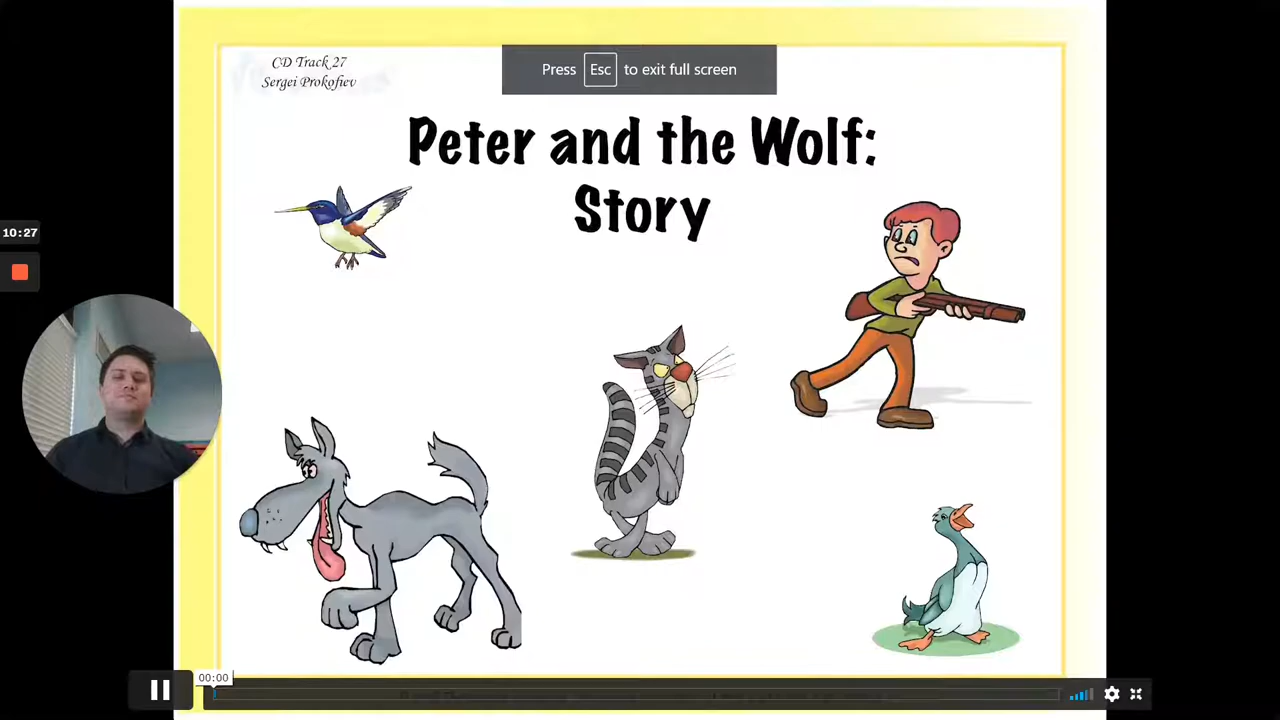 CD Track 27
Sergei Prokofiev
Press Esc to exit full screen
Peter and the Wolf:
Story
10:27
00:00